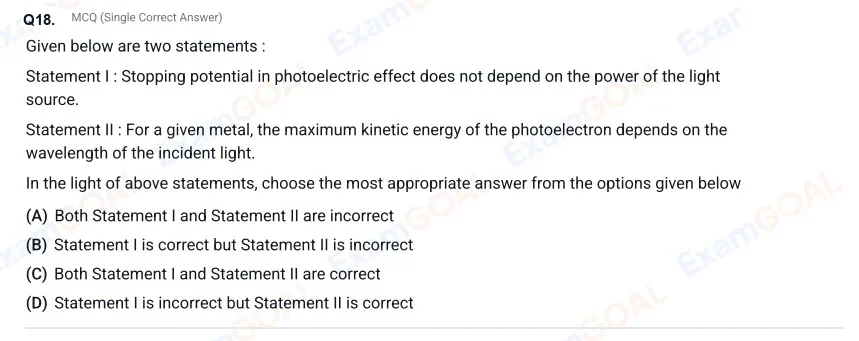 Q18. MCQ (Single Correct Answer)
Given below are two statements :
Statement I : Stopping potential in photoelectric effect does not depend on the power of the light
source.
Statement II : For a given metal, the maximum kinetic energy of the photoelectron depends on the
wavelength of the incident light.
In the light of above statements, choose the most appropriate answer from the options given below
(A) Both Statement I and Statement II are incorrect
(B) Statement I is correct but Statement II is incorrect
(C) Both Statement I and Statement II are correct
(D) Statement I is incorrect but Statement II is correct
ExamGOAL